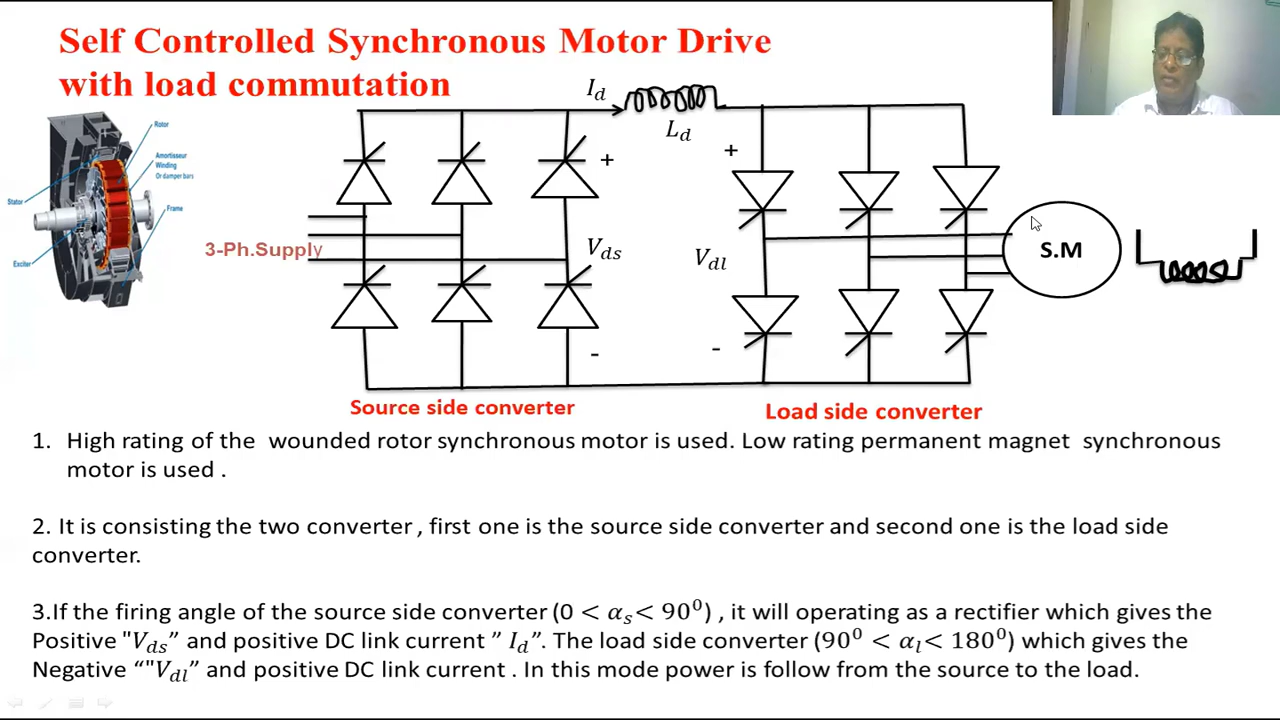 Self Controlled Synchronous Motor Drive
with load commutation
I_d
L_d
Rotor
Amortisseur
Winding
Or damper bars
Stator
Frame
Exciter
3-Ph.Supply
+
+
V_ds
V_dl
S.M
-
-
Source side converter
Load side converter
1. High rating of the wounded rotor synchronous motor is used. Low rating permanent magnet synchronous
motor is used .
2. It is consisting the two converter , first one is the source side converter and second one is the load side
converter.
3.If the firing angle of the source side converter (0 < α_s < 90⁰) , it will operating as a rectifier which gives the
Positive "V_ds” and positive DC link current ” I_d”. The load side converter (90⁰ < α_l < 180⁰) which gives the
Negative “"V_dl” and positive DC link current . In this mode power is follow from the source to the load.